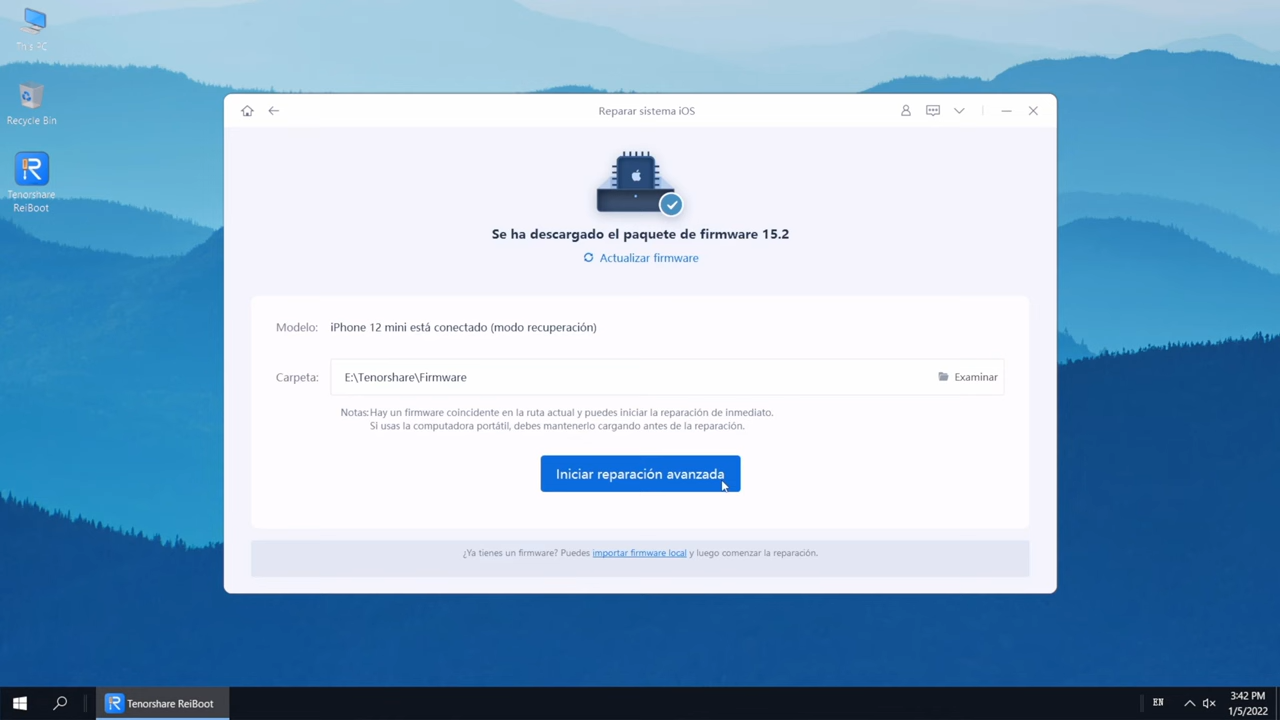 This PC
Recycle Bin
Tenorshare
ReiBoot
Reparar sistema iOS
Se ha descargado el paquete de firmware 15.2
Actualizar firmware
Modelo: iPhone 12 mini está conectado (modo recuperación)
Carpeta: E:\Tenorshare\Firmware Examinar
Notas: Hay un firmware coincidente en la ruta actual y puedes iniciar la reparación de inmediato.
Si usas la computadora portátil, debes mantenerlo cargando antes de la reparación.
Iniciar reparación avanzada
¿Ya tienes un firmware? Puedes importar firmware local y luego comenzar la reparación.
Tenorshare ReiBoot
EN
3:42 PM
1/5/2022